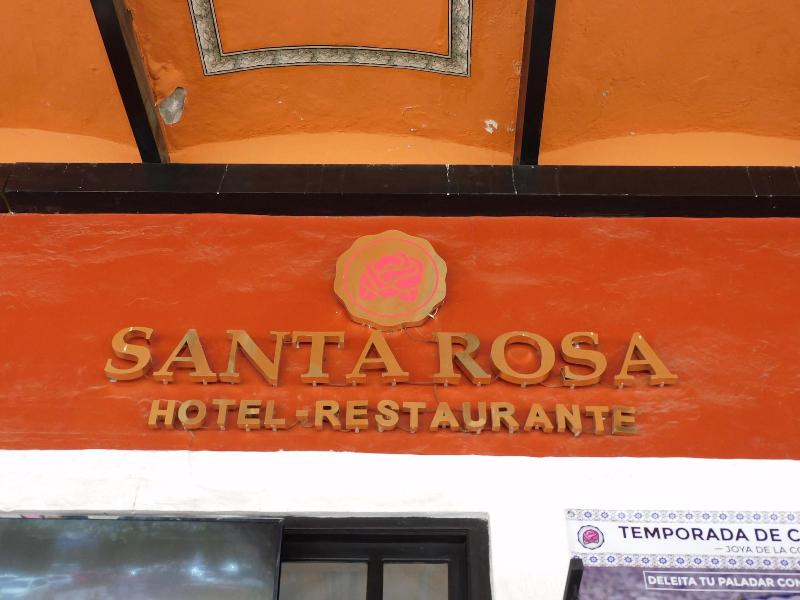 SANTA ROSA
HOTEL-RESTAURANTE
TEMPORADA DE C
JOYA DE LA CO
DELEITA TU PALADAR CON